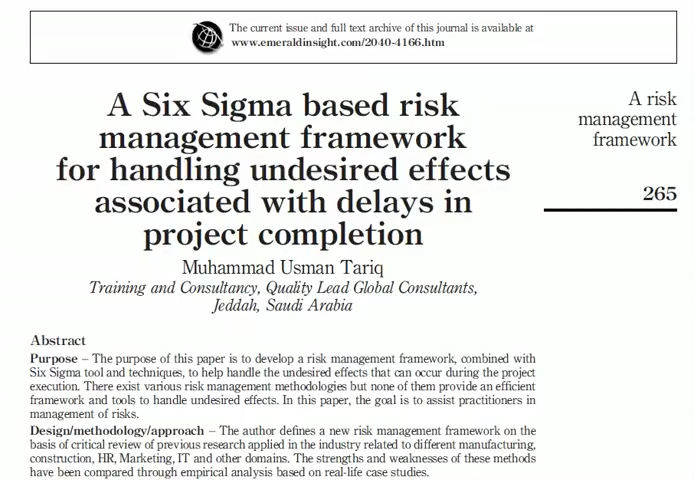 The current issue and full text archive of this journal is available at
www.emeraldinsight.com/2040-4166.htm
A Six Sigma based risk
management framework
for handling undesired effects
associated with delays in
project completion
Muhammad Usman Tariq
Training and Consultancy, Quality Lead Global Consultants,
Jeddah, Saudi Arabia
A risk
management
framework
265
Abstract
Purpose – The purpose of this paper is to develop a risk management framework, combined with
Six Sigma tool and techniques, to help handle the undesired effects that can occur during the project
execution. There exist various risk management methodologies but none of them provide an efficient
framework and tools to handle undesired effects. In this paper, the goal is to assist practitioners in
management of risks.
Design/methodology/approach – The author defines a new risk management framework on the
basis of critical review of previous research applied in the industry related to different manufacturing,
construction, HR, Marketing, IT and other domains. The strengths and weakness of these methods
have been compared through empirical analysis based on real-life case studies.